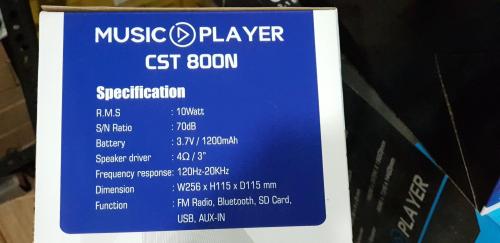 MUSIC PLAYER
CST 800N
Specification
R.M.S : 10Watt
S/N Ratio : 70dB
Battery : 3.7V / 1200mAh
Speaker driver : 4Ω / 3"
Frequency response: 120Hz-20KHz
Dimension : W256 x H115 x D115 mm
Function : FM Radio, Bluetooth, SD Card,
USB, AUX-IN
PLAYER